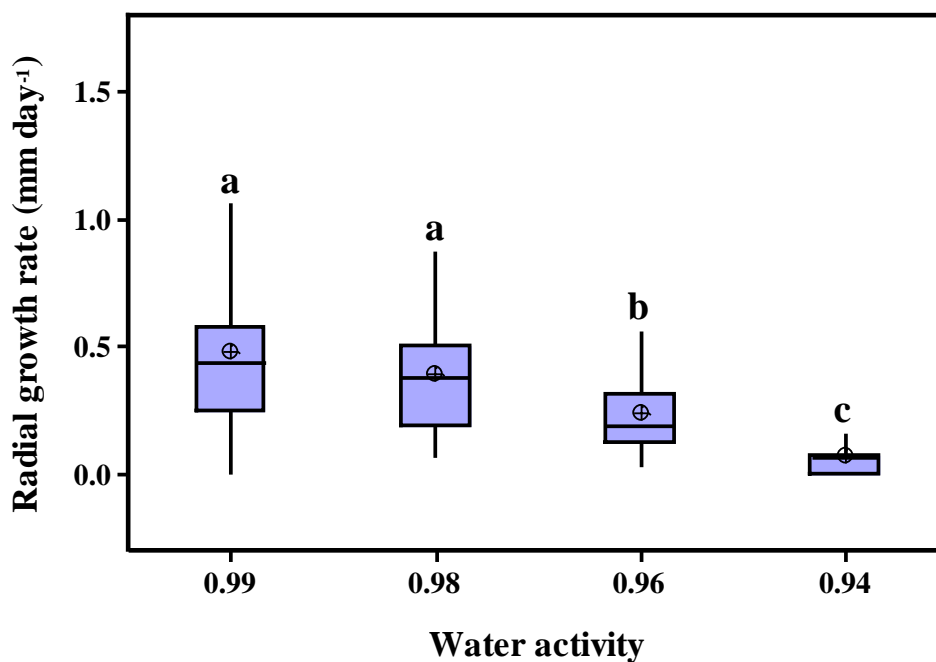 Radial growth rate (mm day-1)
1.5
1.0
0.5
0.0
a
a
b
c
0.99
0.98
0.96
0.94
Water activity